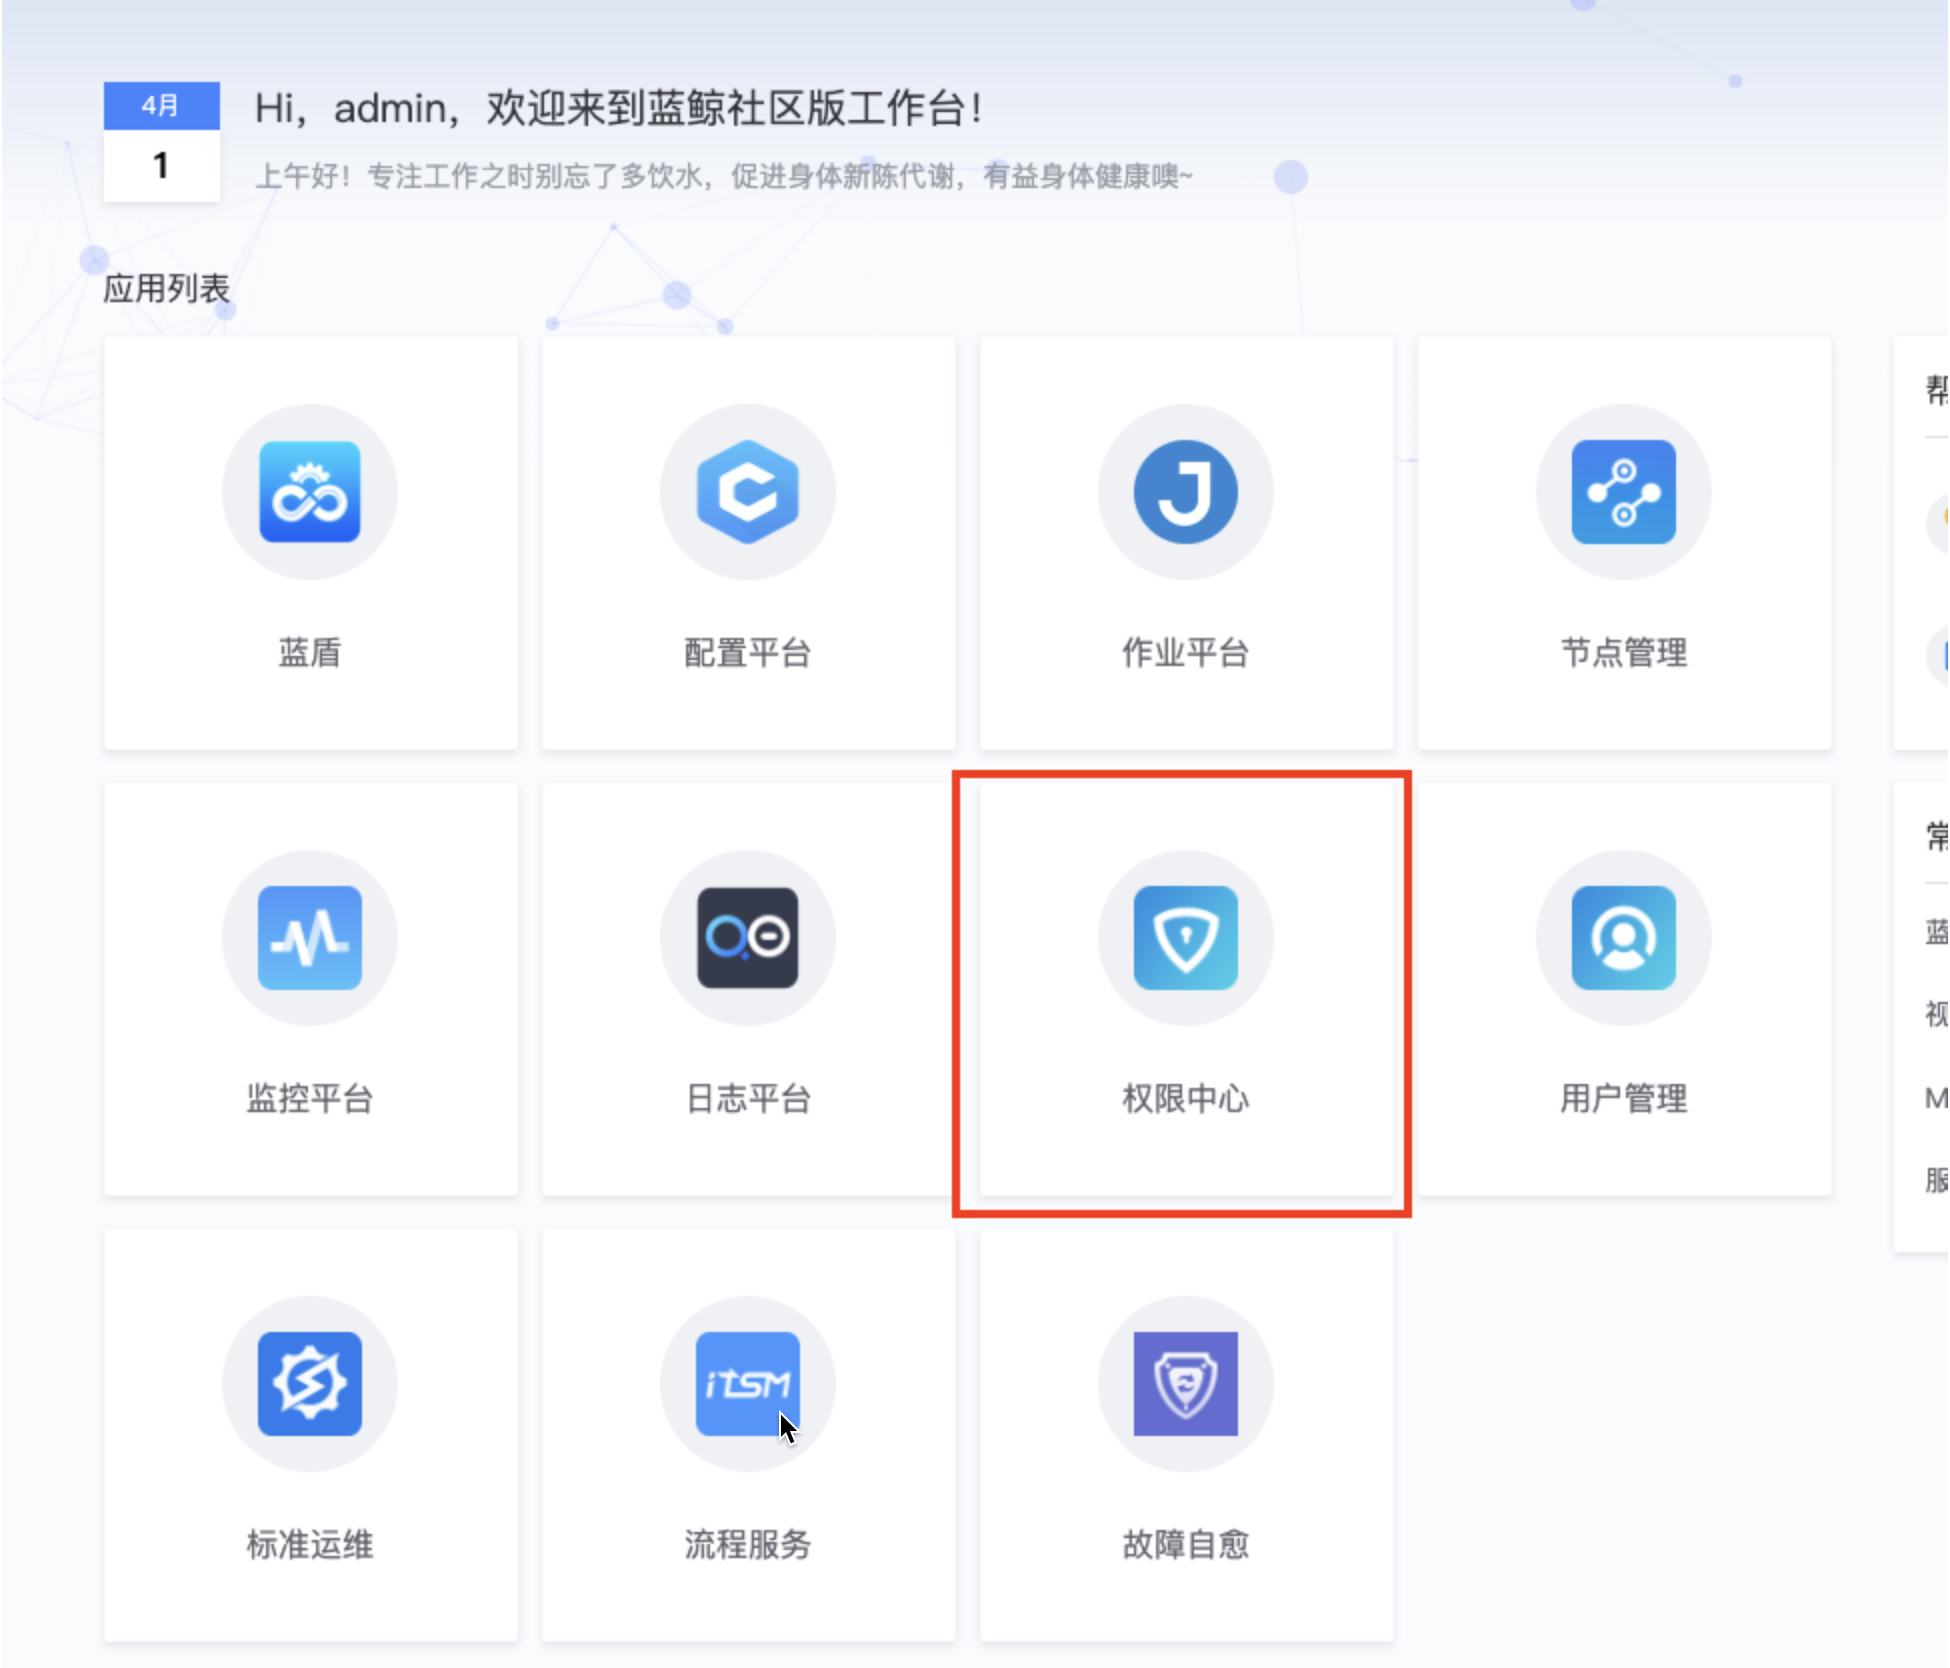 4月
1
Hi，admin，欢迎来到蓝鲸社区版工作台！
上午好！专注工作之时别忘了多饮水，促进身体新陈代谢，有益身体健康噢~
应用列表
蓝盾
配置平台
作业平台
节点管理
帮
监控平台
日志平台
权限中心
用户管理
常
蓝
视
M
服
标准运维
iTSM
流程服务
故障自愈